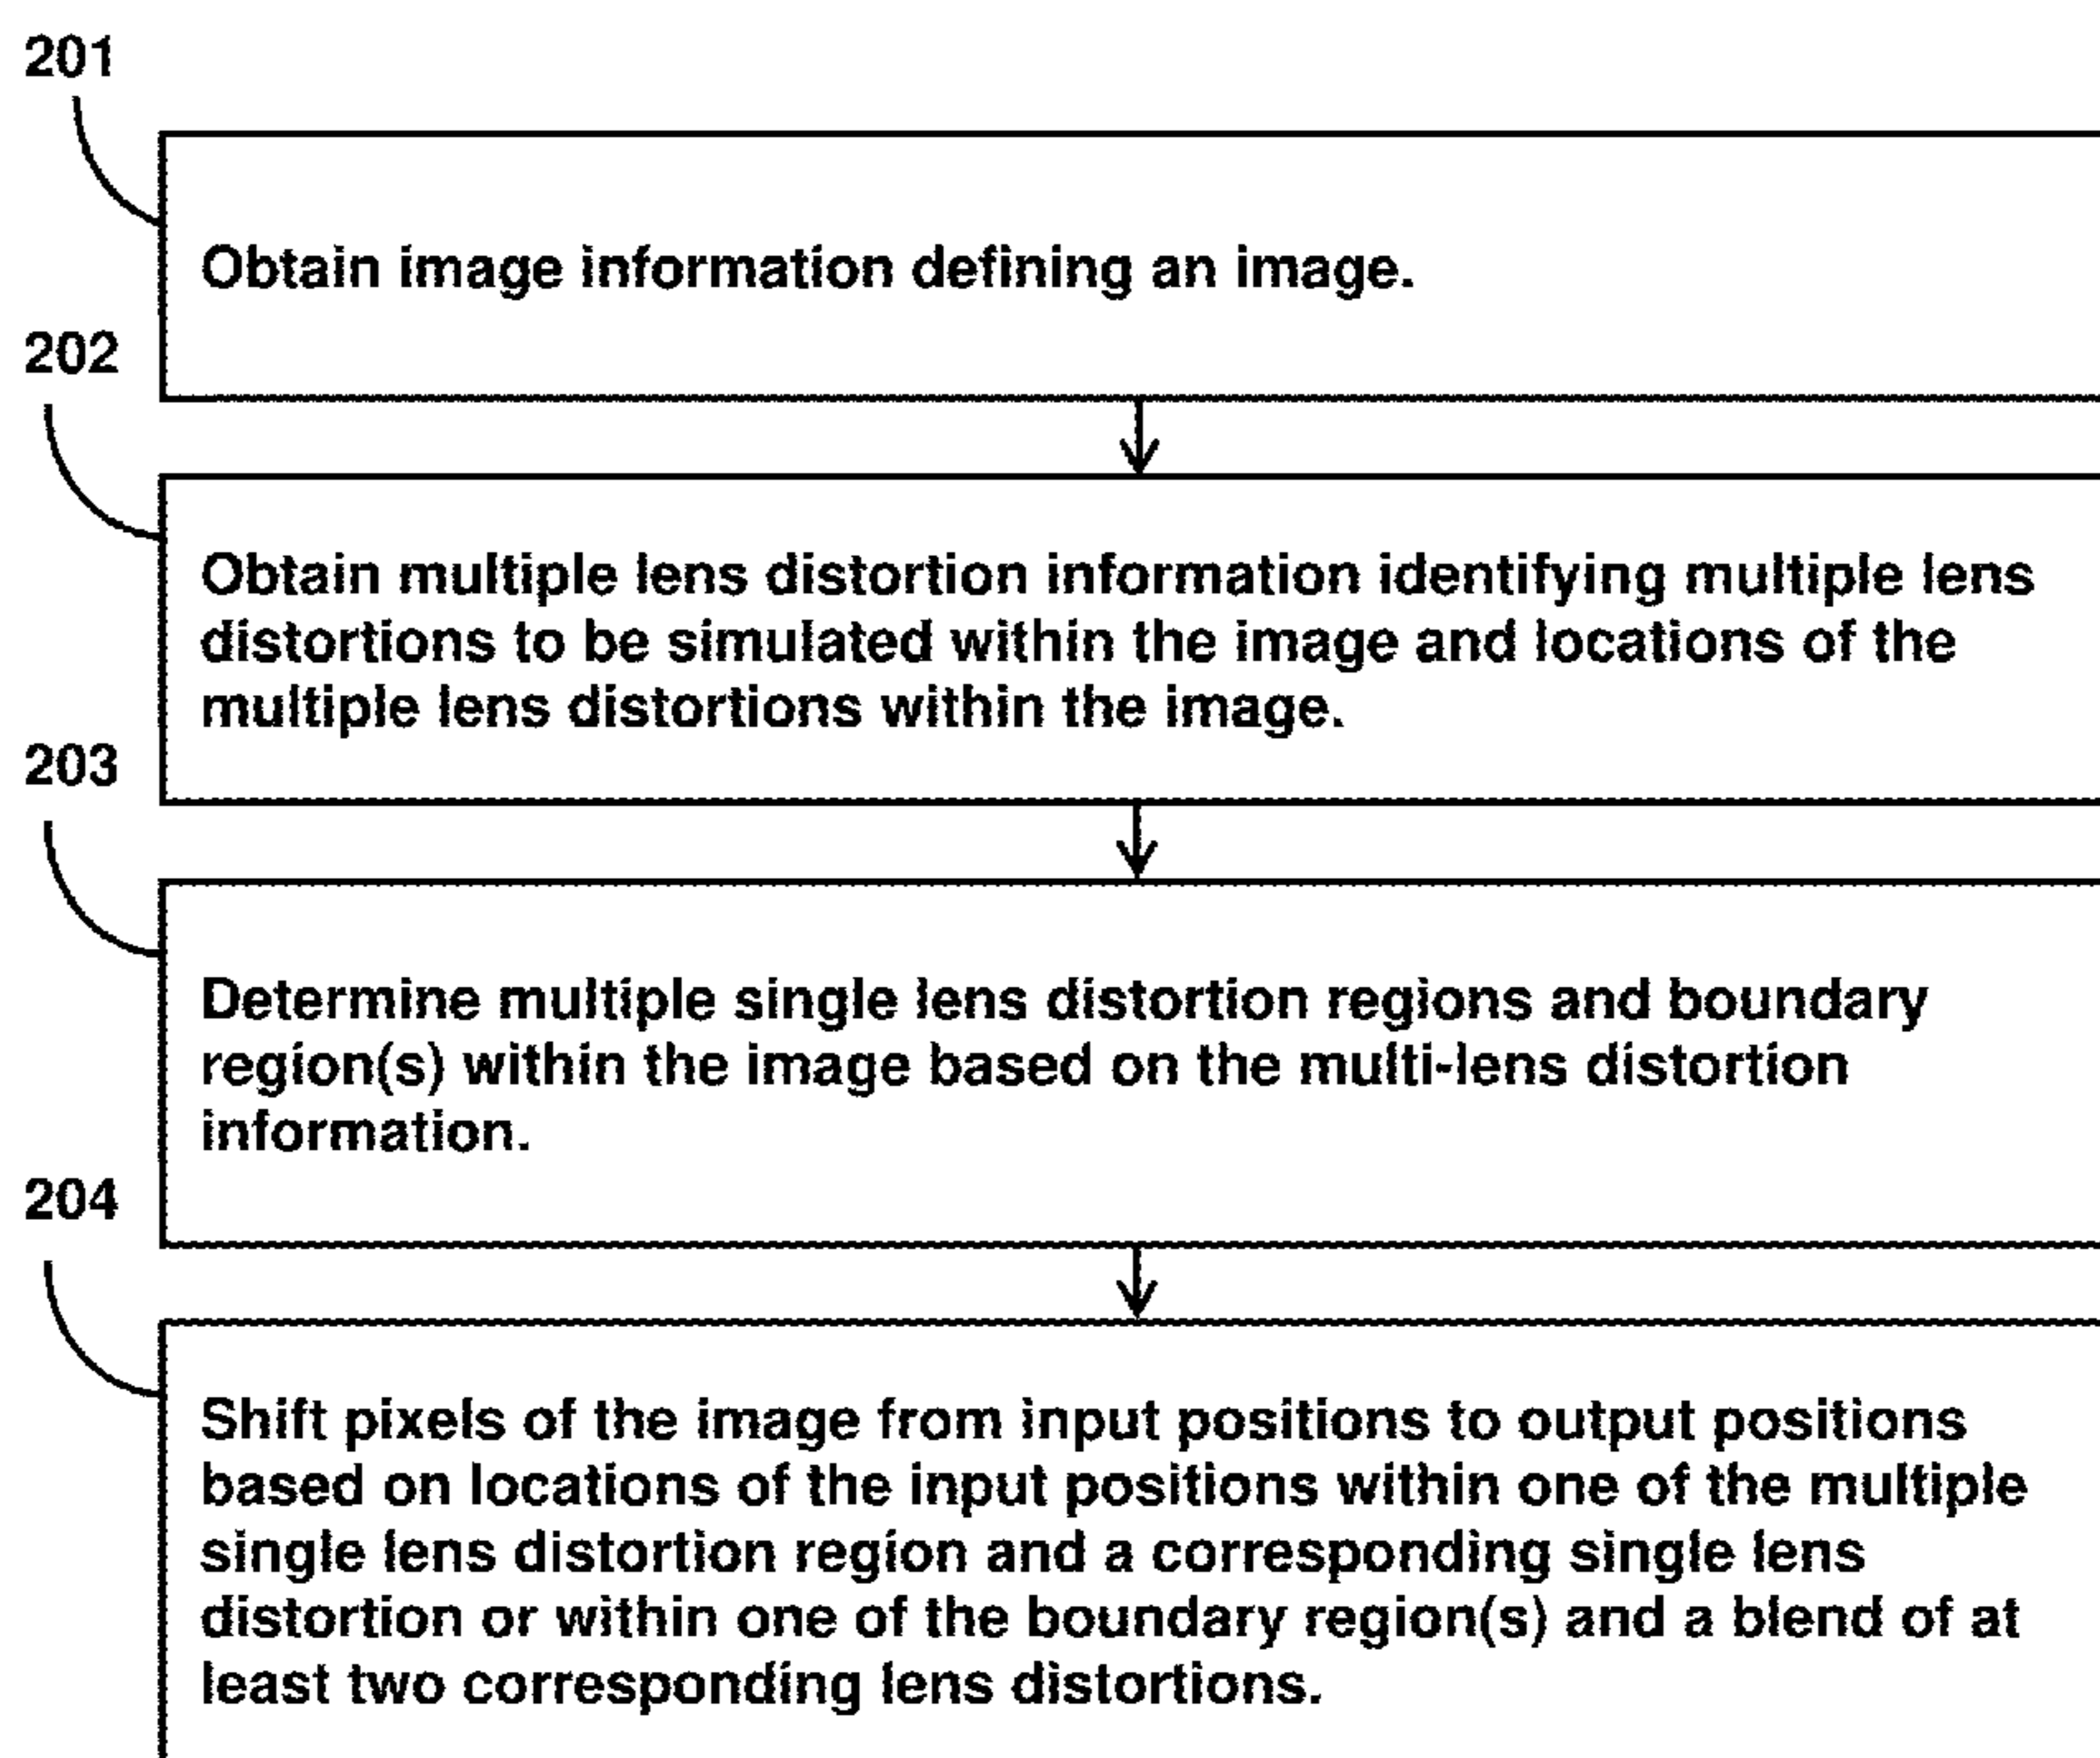 201
Obtain image information defining an image.
202
Obtain multiple lens distortion information identifying multiple lens
distortions to be simulated within the image and locations of the
multiple lens distortions within the image.
203
Determine multiple single lens distortion regions and boundary
region(s) within the image based on the multi-lens distortion
information.
204
Shift pixels of the image from input positions to output positions
based on locations of the input positions within one of the multiple
single lens distortion region and a corresponding single lens
distortion or within one of the boundary region(s) and a blend of at
least two corresponding lens distortions.